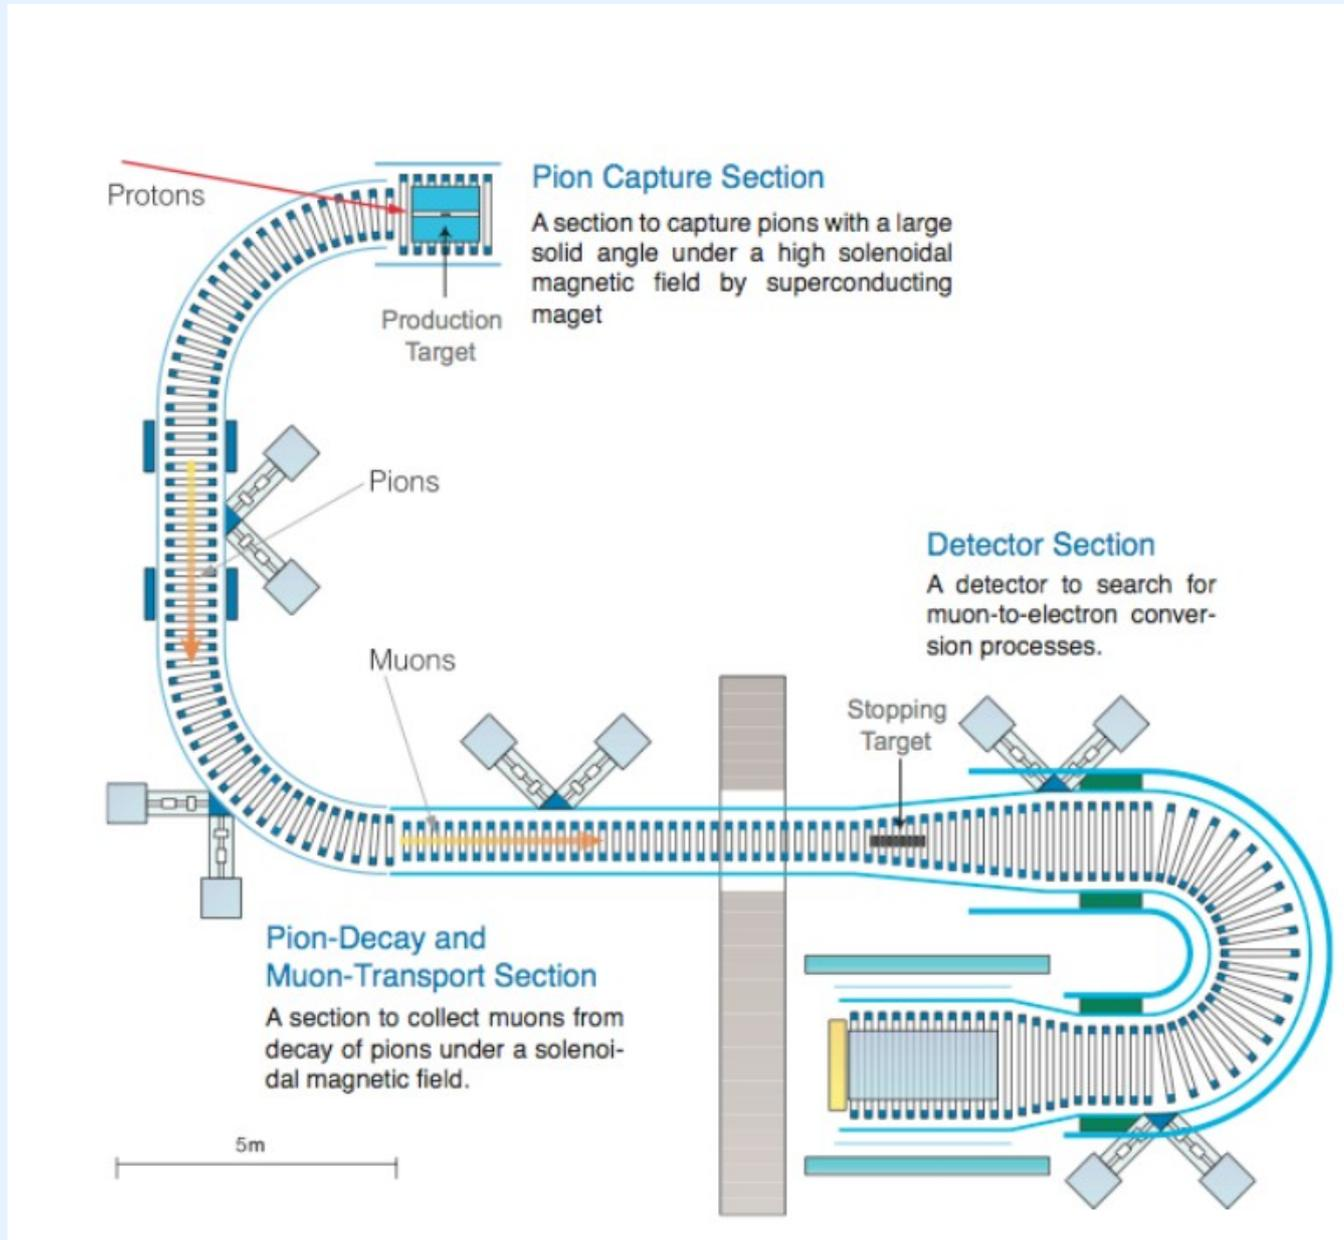 Protons
Pion Capture Section
A section to capture pions with a large
solid angle under a high solenoidal
magnetic field by superconducting
maget
Production
Target
Pions
Detector Section
A detector to search for
muon-to-electron conver-
sion processes.
Muons
Stopping
Target
Pion-Decay and
Muon-Transport Section
A section to collect muons from
decay of pions under a solenoi-
dal magnetic field.
5m